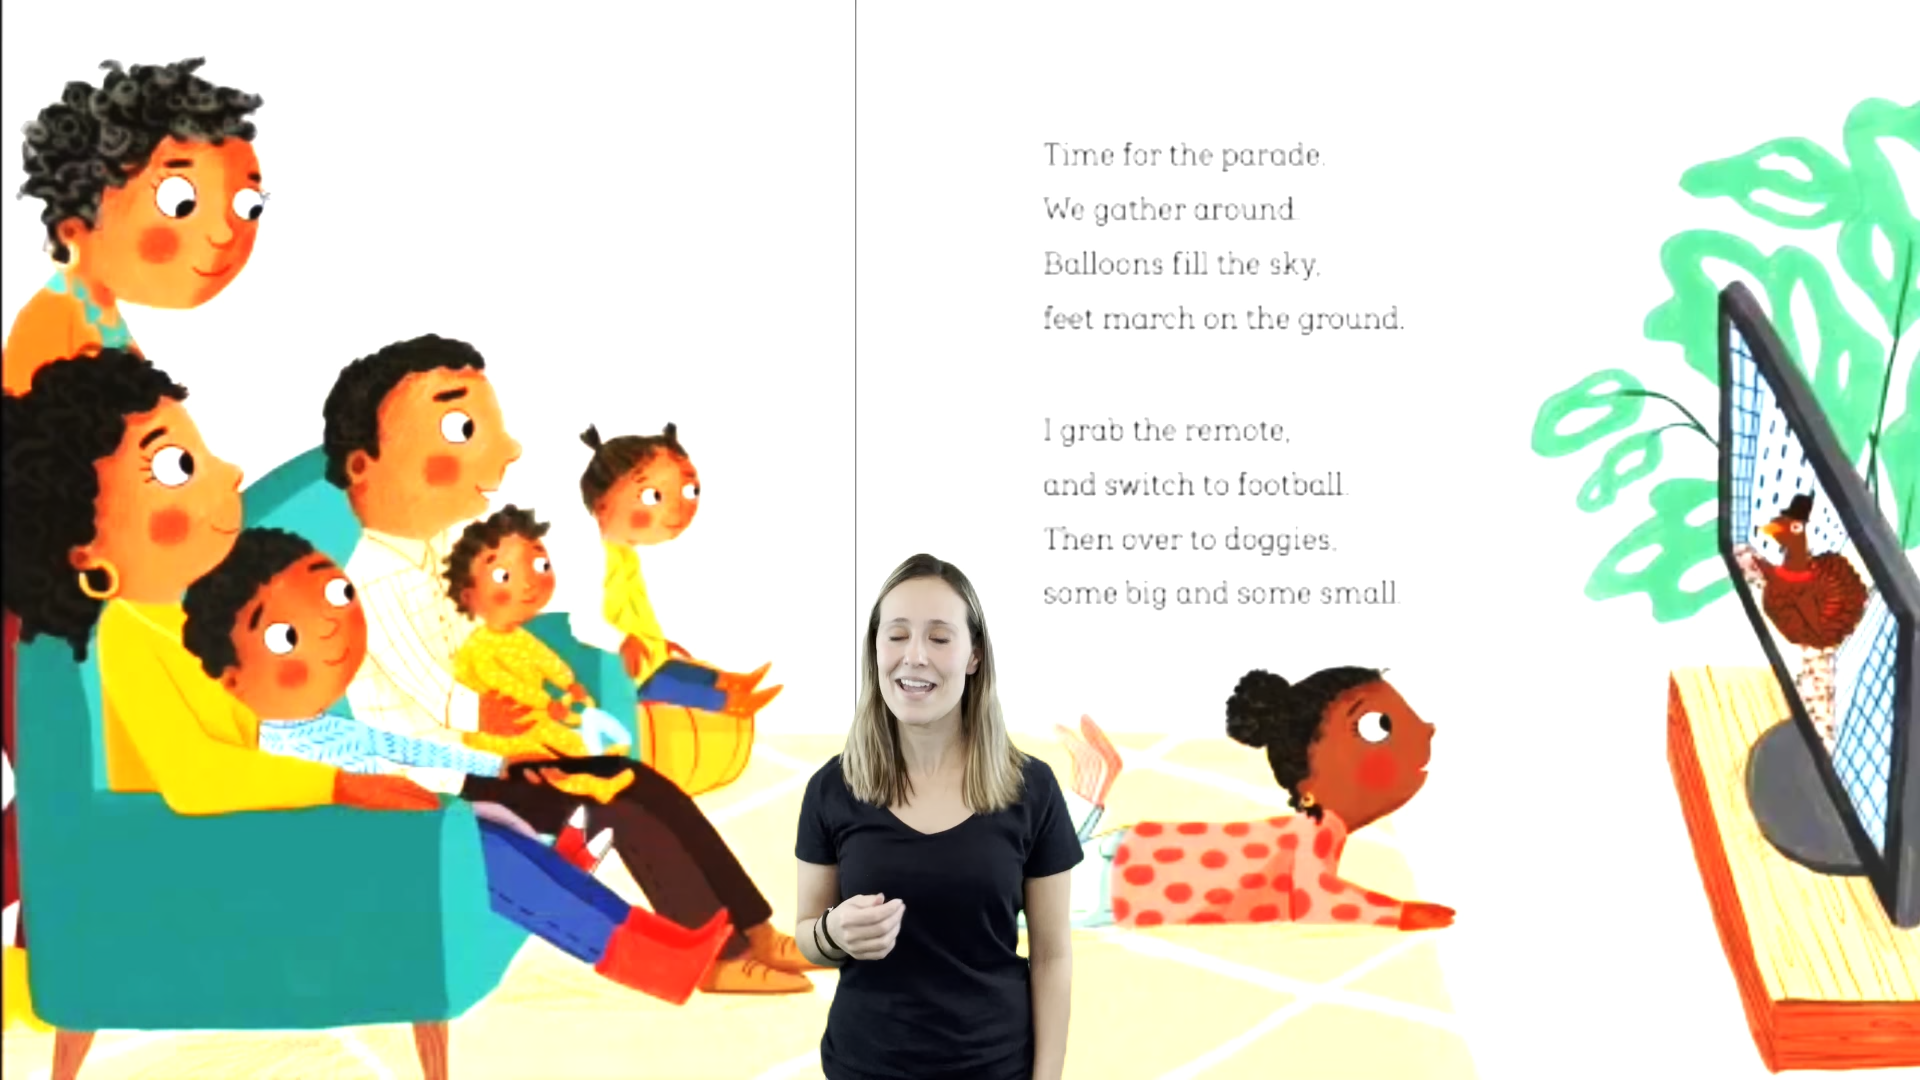 Time for the parade.
We gather around.
Balloons fill the sky,
feet march on the ground.
I grab the remote,
and switch to football.
Then over to doggies,
some big and some small.